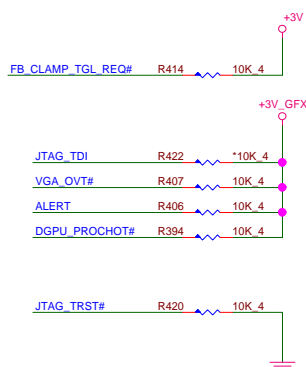 +3V
FB_CLAMP_TGL_REQ# R414 10K_4
+3V_GFX
JTAG_TDI R422 *10K_4
VGA_OVT# R407 10K_4
ALERT R406 10K_4
DGPU_PROCHOT# R394 10K_4
JTAG_TRST# R420 10K_4